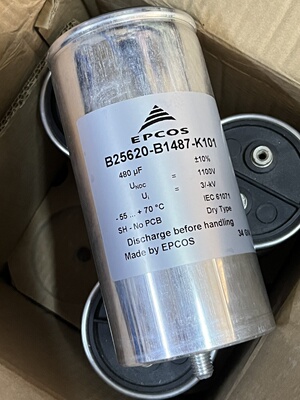 EPCOS
B25620-B1487-K101
480 µF ±10%
UNDC = 1100V
Ui = 3/-kV
- 55 ... + 70 °C IEC 61071
SH - No PCB Dry Type
Discharge before handling
Made by EPCOS